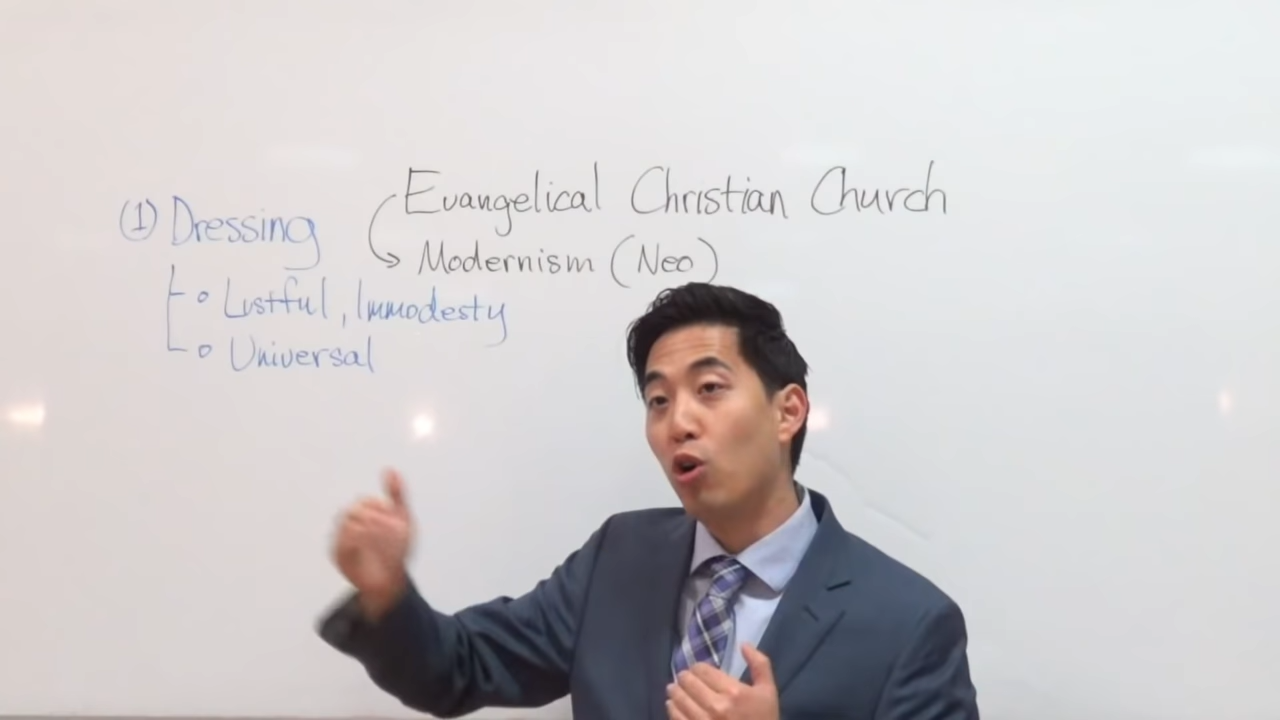 Evangelical Christian Church
Modernism (Neo)
(1) Dressing
Lustful, Immodesty
Universal